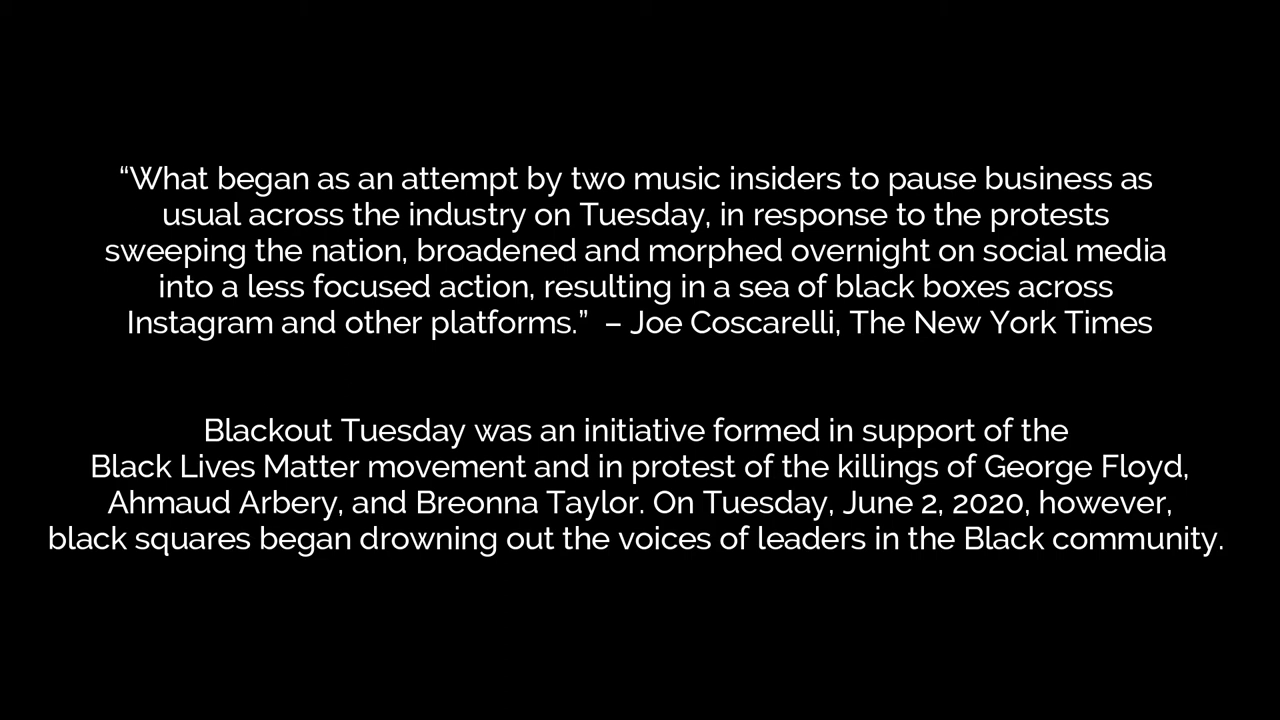 “What began as an attempt by two music insiders to pause business as
usual across the industry on Tuesday, in response to the protests
sweeping the nation, broadened and morphed overnight on social media
into a less focused action, resulting in a sea of black boxes across
Instagram and other platforms.”  – Joe Coscarelli, The New York Times
Blackout Tuesday was an initiative formed in support of the
Black Lives Matter movement and in protest of the killings of George Floyd,
Ahmaud Arbery, and Breonna Taylor. On Tuesday, June 2, 2020, however,
black squares began drowning out the voices of leaders in the Black community.